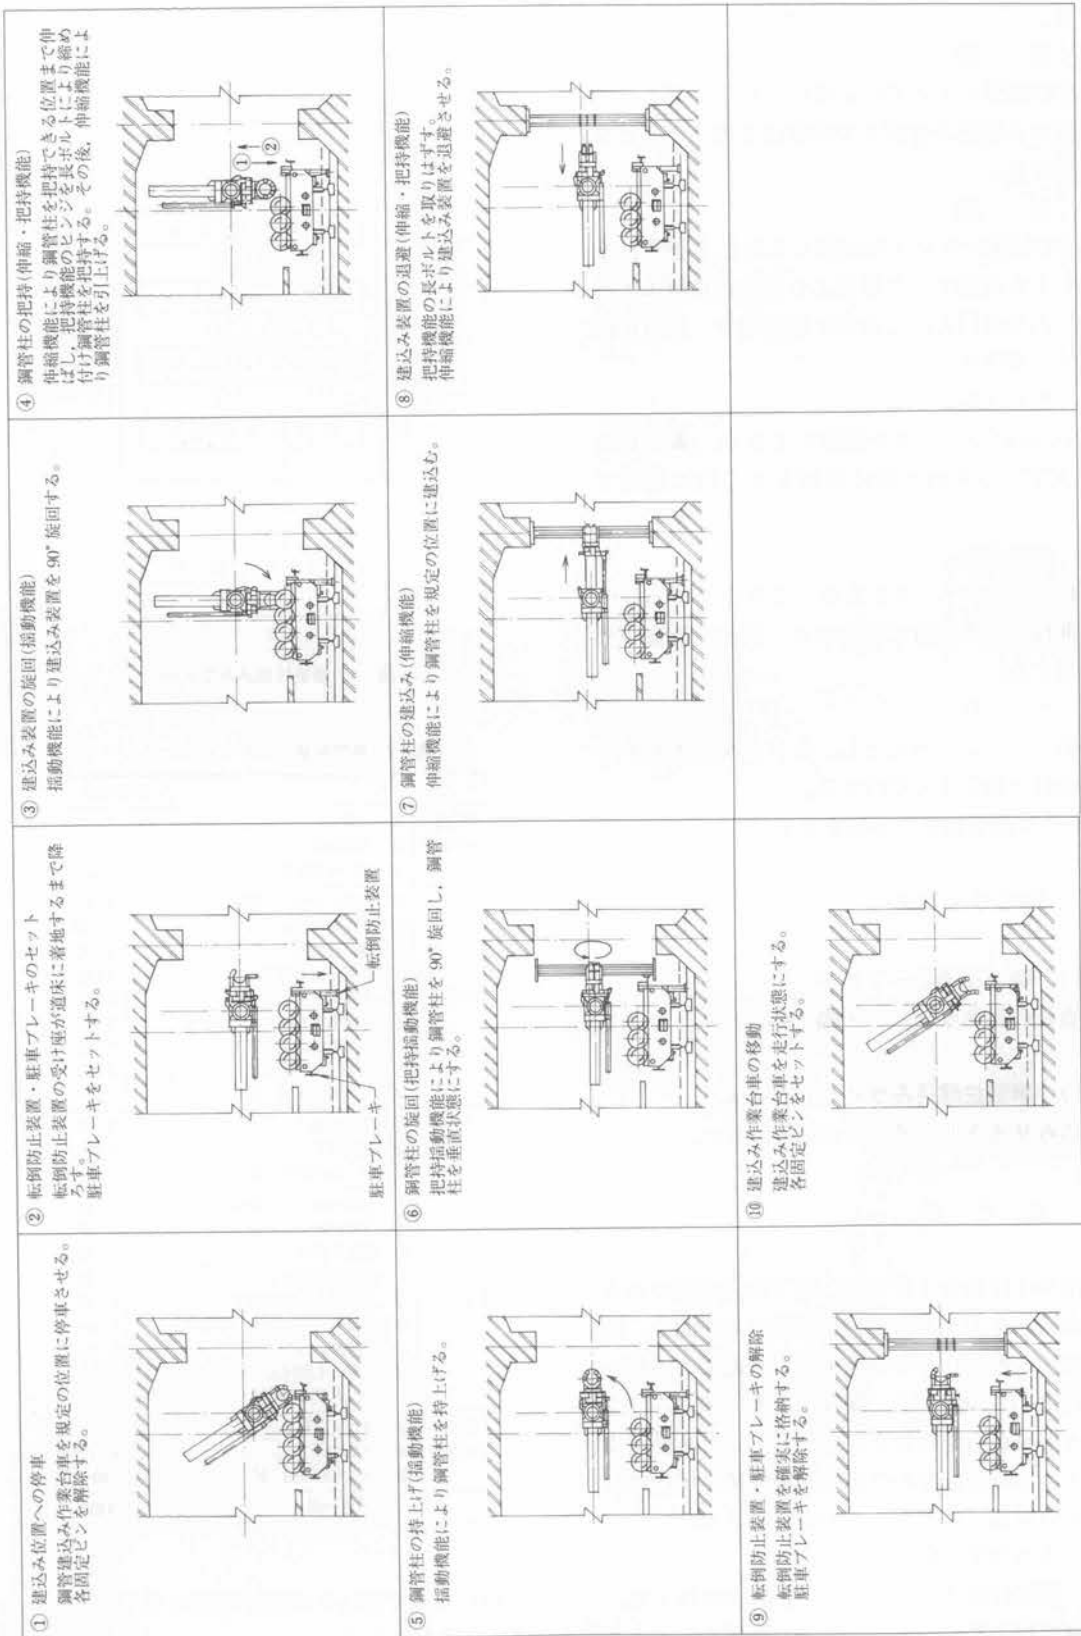 ① 建込み位置への停車
鋼管建込み作業台車を規定の位置に停車させる。
各固定ピンを解除する。
② 転倒防止装置・駐車ブレーキのセット
転倒防止装置の受け座が道床に着地するまで降
ろす。
駐車ブレーキをセットする。
駐車ブレーキ
転倒防止装置
③ 建込み装置の旋回(揺動機能)
揺動機能により建込み装置を90°旋回する。
④ 鋼管柱の把持(伸縮・把持機能)
伸縮機能により鋼管柱を把持できる位置まで伸
ばし，把持機能のヒンジを長ボルトにより締め
付け鋼管柱を把持する。その後，伸縮機能によ
り鋼管柱を引上げる。
① ②
⑤ 鋼管柱の持上げ(揺動機能)
揺動機能により鋼管柱を持上げる。
⑥ 鋼管柱の旋回(把持揺動機能)
把持揺動機能により鋼管柱を90°旋回し，鋼管
柱を垂直状態にする。
⑦ 鋼管柱の建込み(伸縮機能)
伸縮機能により鋼管柱を規定の位置に建込む。
⑧ 建込み装置の退避(伸縮・把持機能)
把持機能の長ボルトを取りはずす。
伸縮機能により建込み装置を退避させる。
⑨ 転倒防止装置・駐車ブレーキの解除
転倒防止装置を確実に格納する。
駐車ブレーキを解除する。
⑩ 建込み作業台車の移動
建込み作業台車を走行状態にする。
各固定ピンをセットする。